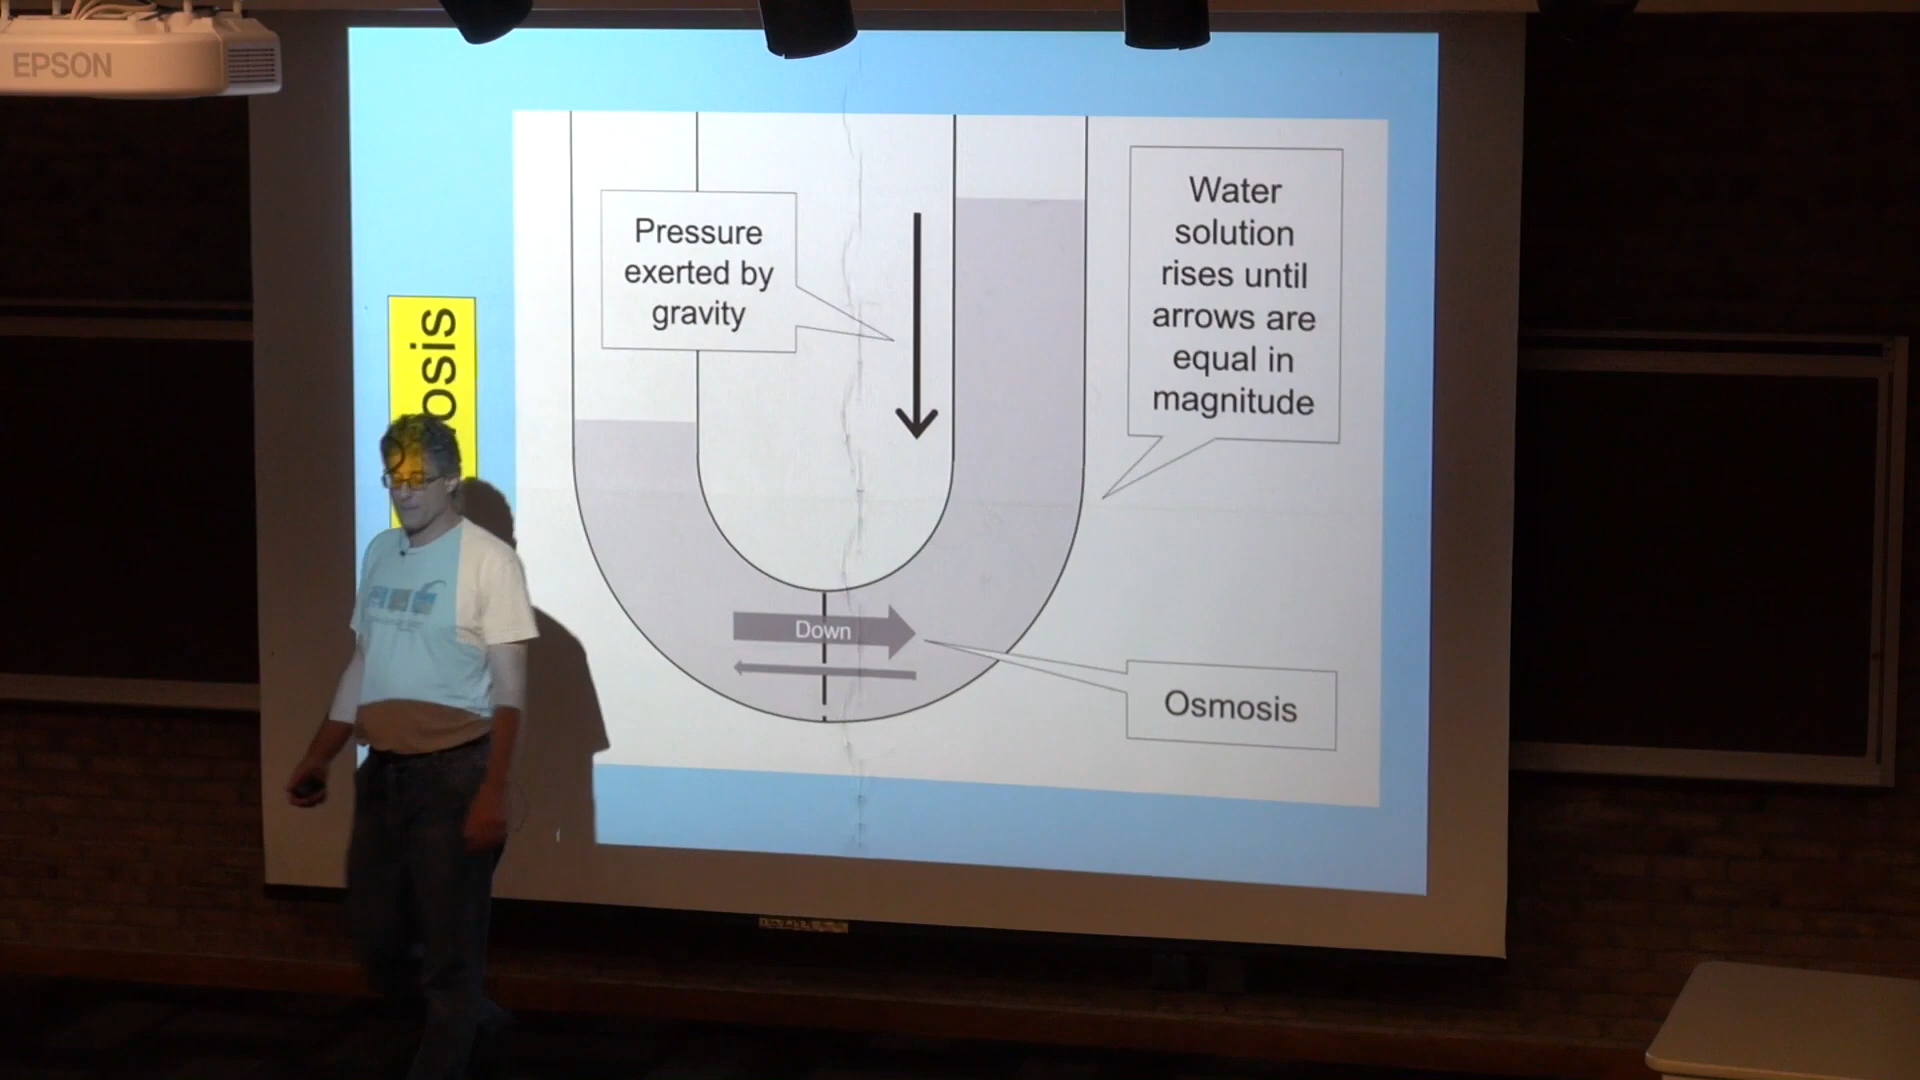 EPSON
osis
Pressure
exerted by
gravity
Water
solution
rises until
arrows are
equal in
magnitude
Down
Osmosis